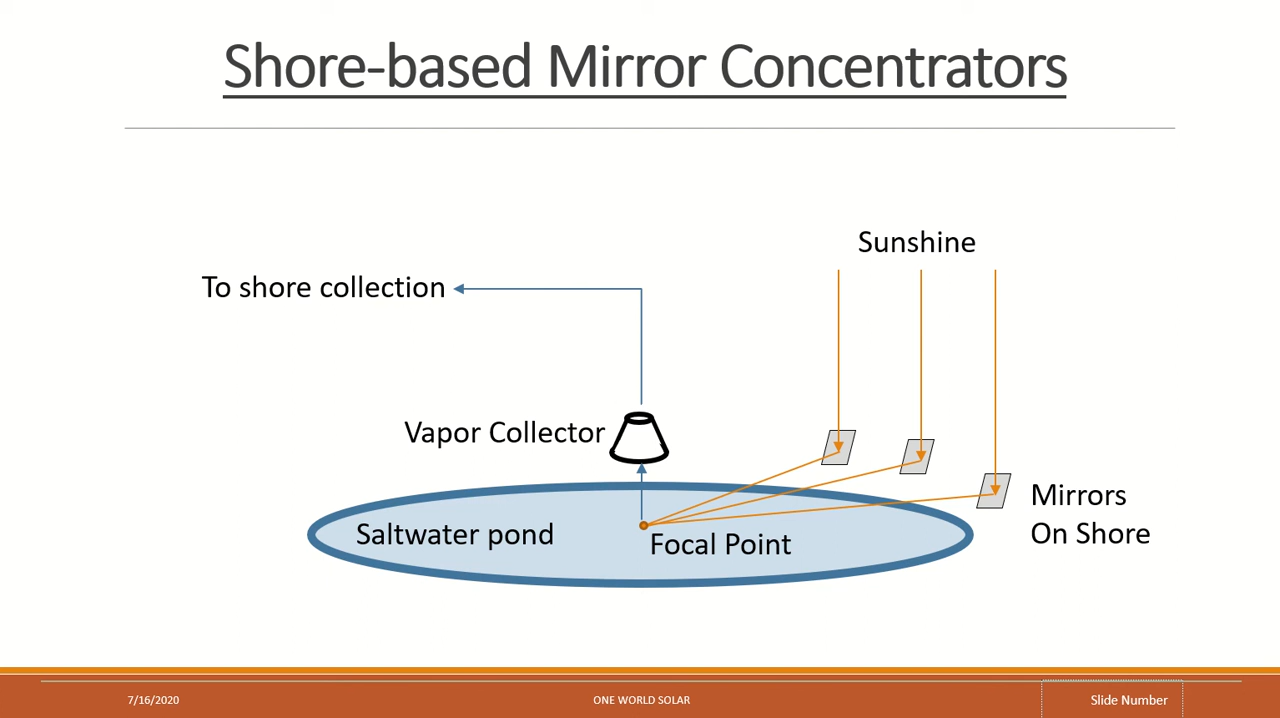 Shore-based Mirror Concentrators
Sunshine
To shore collection
Vapor Collector
Mirrors
On Shore
Saltwater pond
Focal Point
7/16/2020
ONE WORLD SOLAR
Slide Number